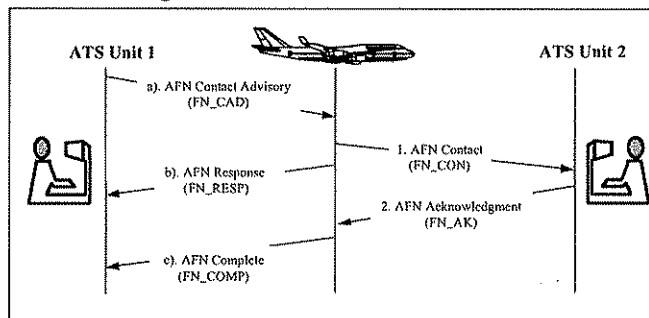 ATS Unit 1
ATS Unit 2
a). AFN Contact Advisory
(FN_CAD)
1. AFN Contact
(FN_CON)
b). AFN Response
(FN_RESP)
2. AFN Acknowledgment
(FN_AK)
c). AFN Complete
(FN_COMP)